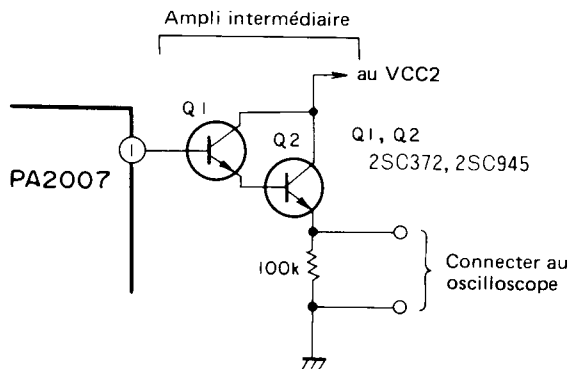 Ampli intermédiaire
au VCC2
Q1
Q2
Q1, Q2
2SC372, 2SC945
1
PA2007
100k
Connecter au
oscilloscope